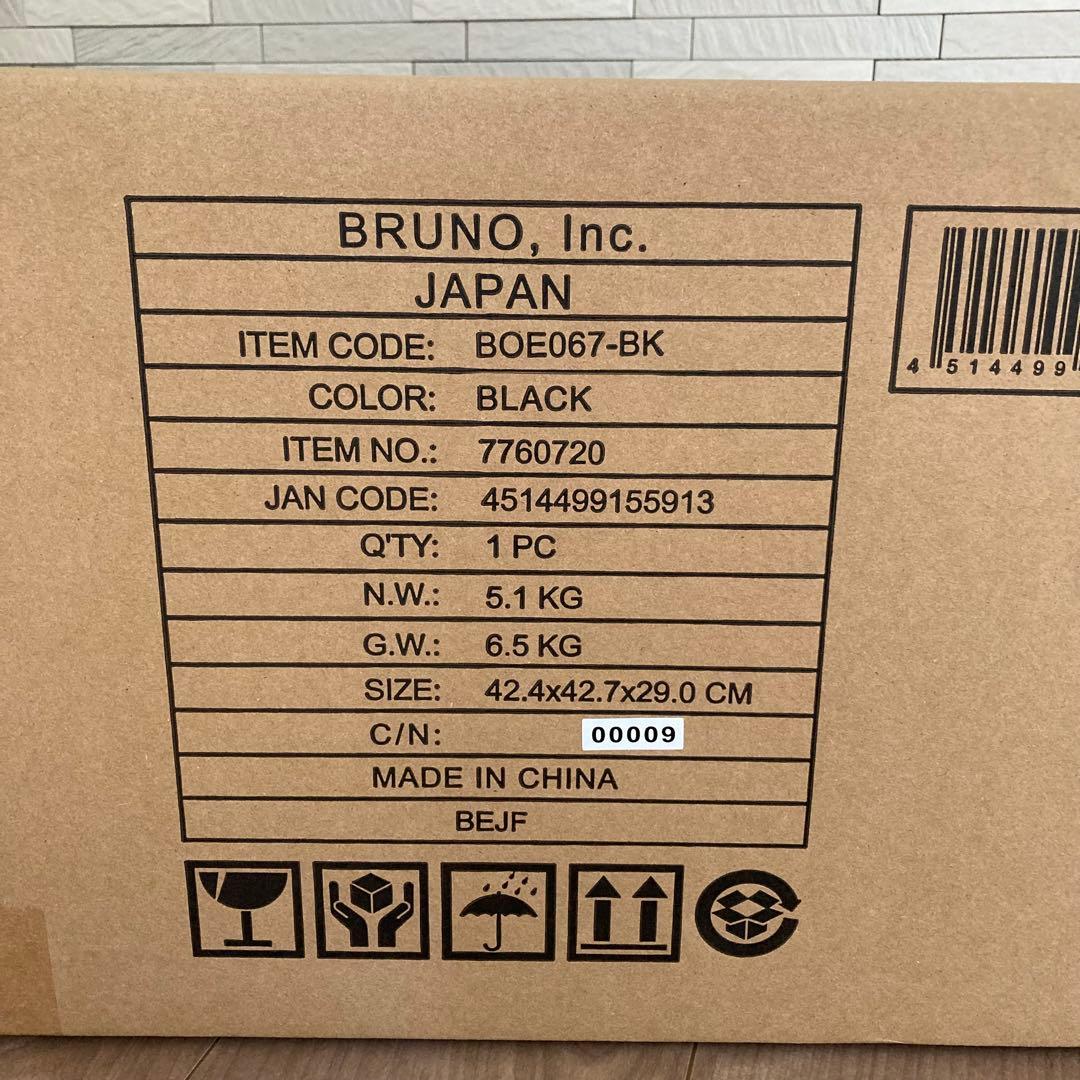 BRUNO, Inc.
JAPAN
ITEM CODE: BOE067-BK
COLOR: BLACK
ITEM NO.: 7760720
JAN CODE: 4514499155913
Q'TY: 1 PC
N.W.: 5.1 KG
G.W.: 6.5 KG
SIZE: 42.4x42.7x29.0 CM
C/N: 00009
MADE IN CHINA
BEJF
4 514499